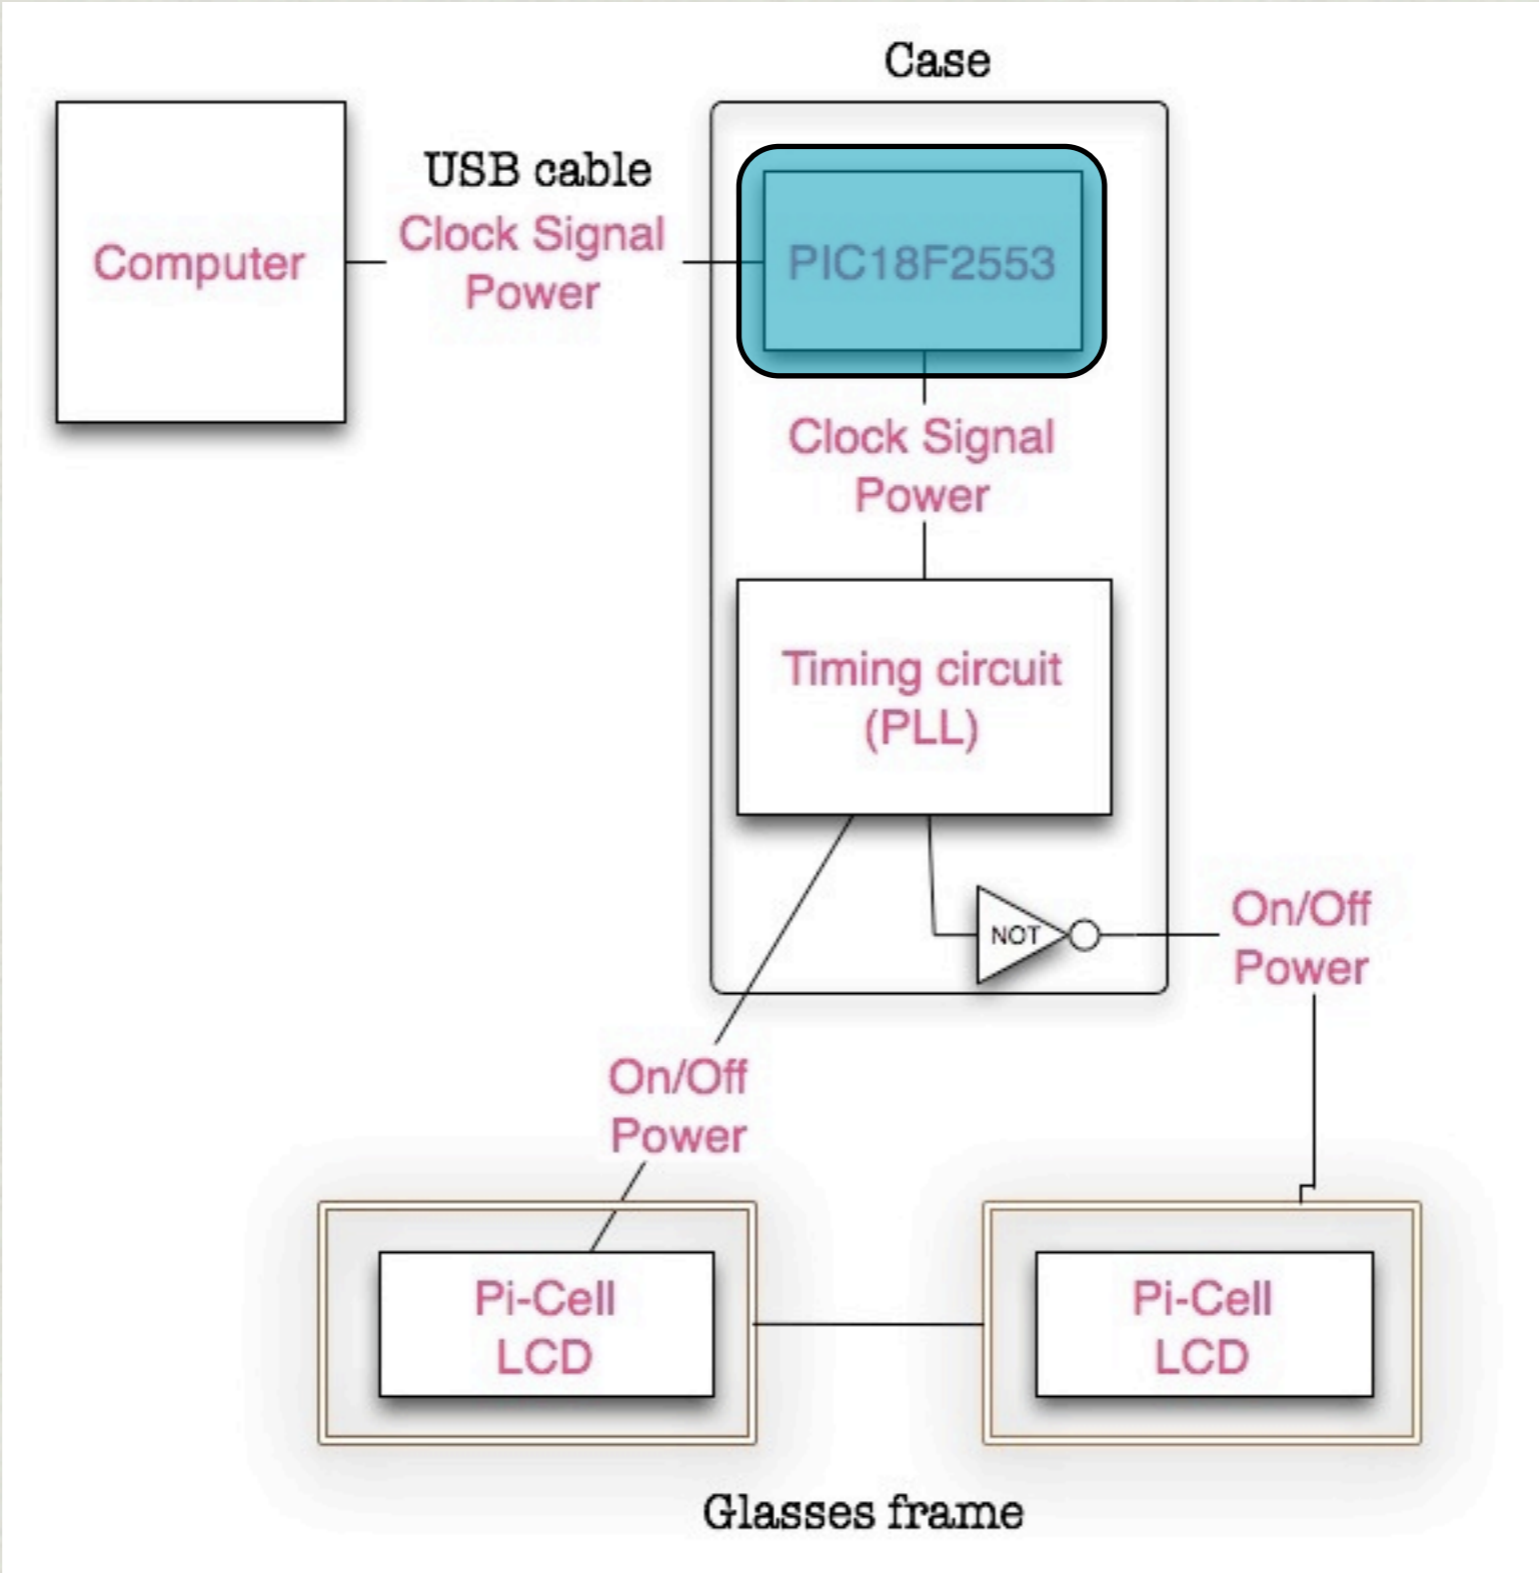 Case
USB cable
Clock Signal
Power
Computer
PIC18F2553
Clock Signal
Power
Timing circuit
(PLL)
NOT
On/Off
Power
On/Off
Power
Pi-Cell
LCD
Pi-Cell
LCD
Glasses frame